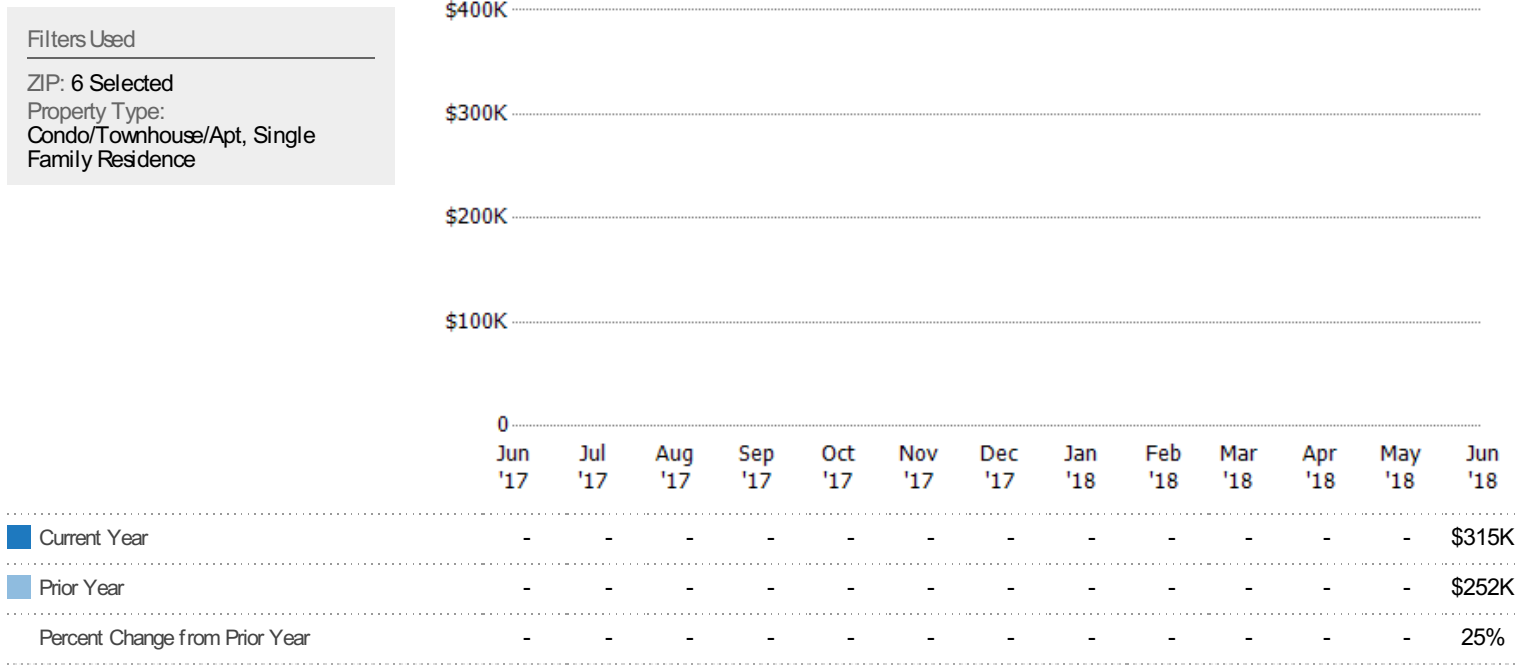 Filters Used
ZIP: 6 Selected
Property Type:
Condo/Townhouse/Apt, Single
Family Residence
$400K
$300K
$200K
$100K
0
Jun Jul Aug Sep Oct Nov Dec Jan Feb Mar Apr May Jun
'17 '17 '17 '17 '17 '17 '17 '18 '18 '18 '18 '18 '18
Current Year - - - - - - - - - - - - $315K
Prior Year - - - - - - - - - - - - $252K
Percent Change from Prior Year - - - - - - - - - - - - 25%